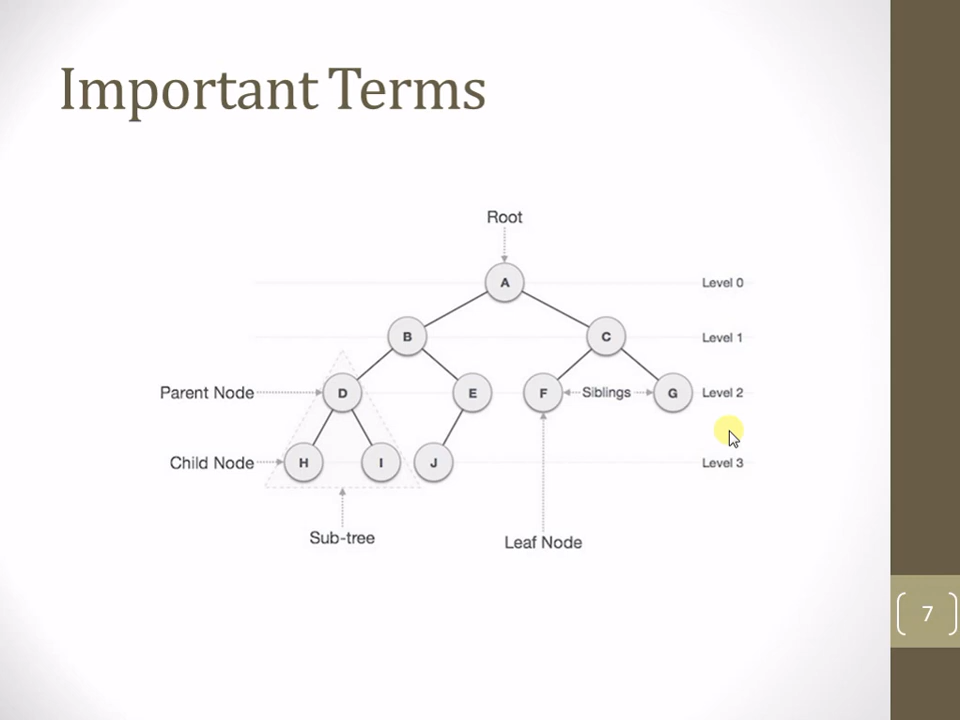 Important Terms
Root
A
Level 0
B
C
Level 1
Parent Node
D
E
F
Siblings
G
Level 2
Child Node
H
I
J
Level 3
Sub-tree
Leaf Node
7